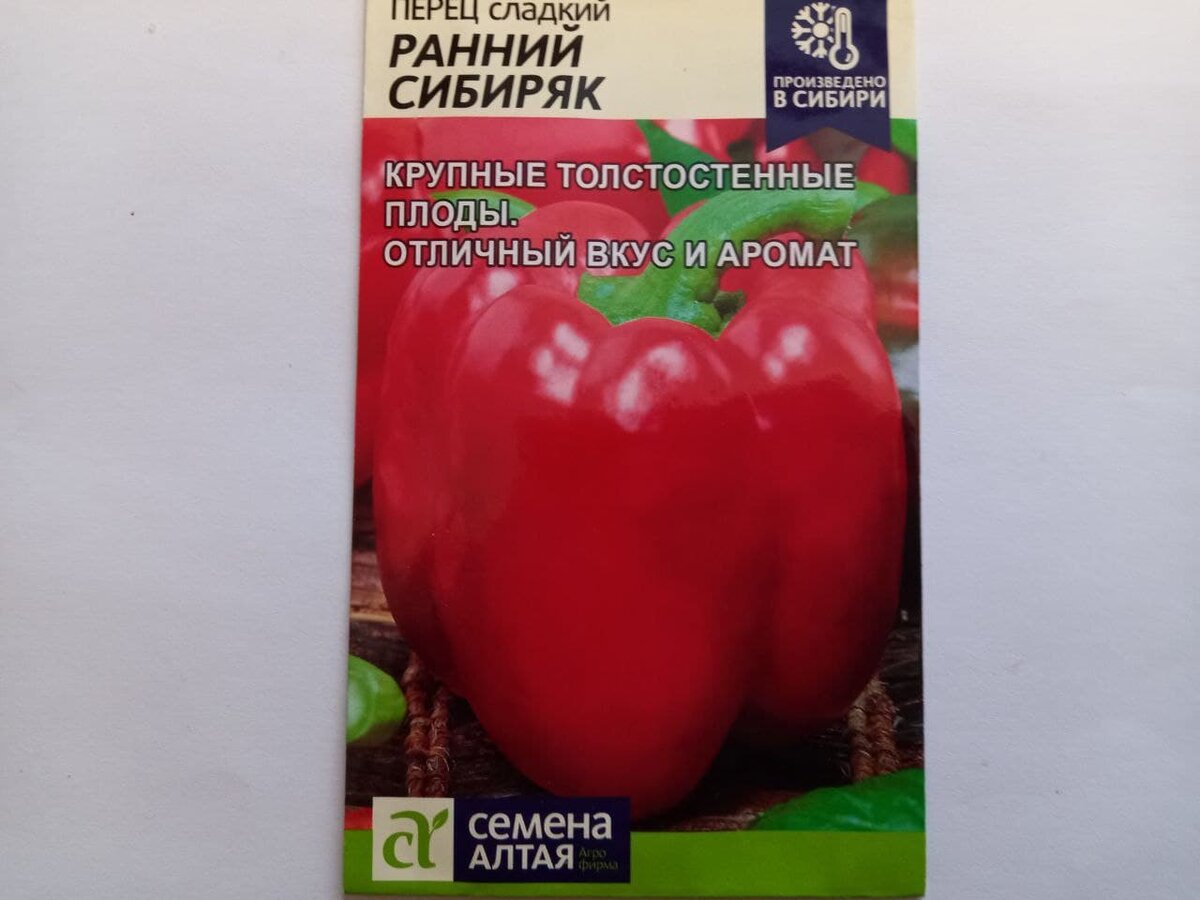 ПЕРЕЦ сладкий
РАННИЙ
СИБИРЯК
ПРОИЗВЕДЕНО
В СИБИРИ
КРУПНЫЕ ТОЛСТОСТЕННЫЕ
ПЛОДЫ.
ОТЛИЧНЫЙ ВКУС И АРОМАТ
семена
АЛТАЯ
Агро
фирма